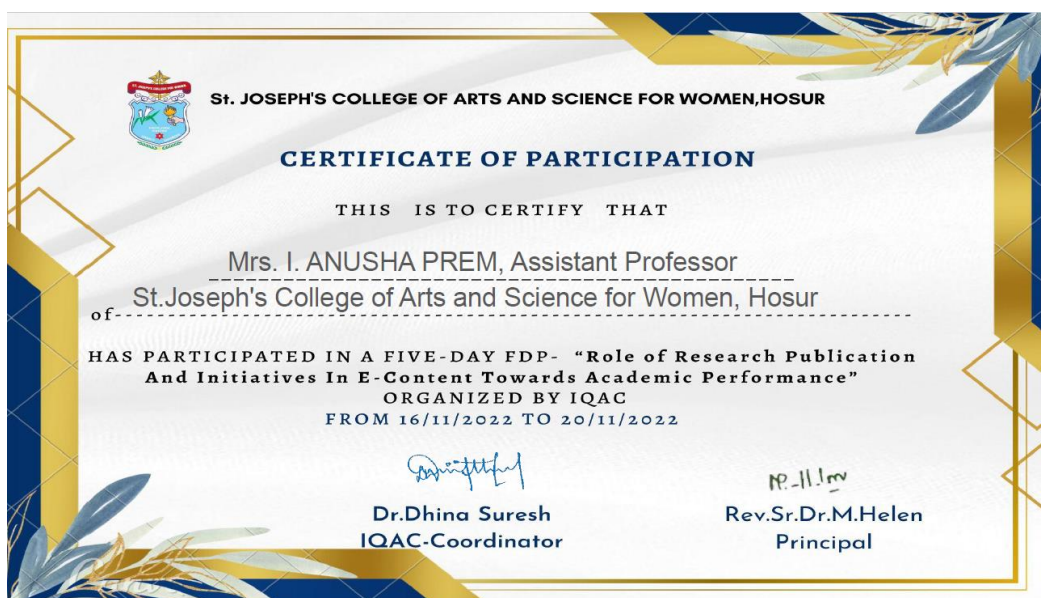 St. JOSEPH'S COLLEGE OF ARTS AND SCIENCE FOR WOMEN,HOSUR
CERTIFICATE OF PARTICIPATION
THIS IS TO CERTIFY THAT
Mrs. I. ANUSHA PREM, Assistant Professor
of St.Joseph's College of Arts and Science for Women, Hosur
HAS PARTICIPATED IN A FIVE-DAY FDP- “Role of Research Publication
And Initiatives In E-Content Towards Academic Performance”
ORGANIZED BY IQAC
FROM 16/11/2022 TO 20/11/2022
Dr.Dhina Suresh
IQAC-Coordinator
Rev.Sr.Dr.M.Helen
Principal